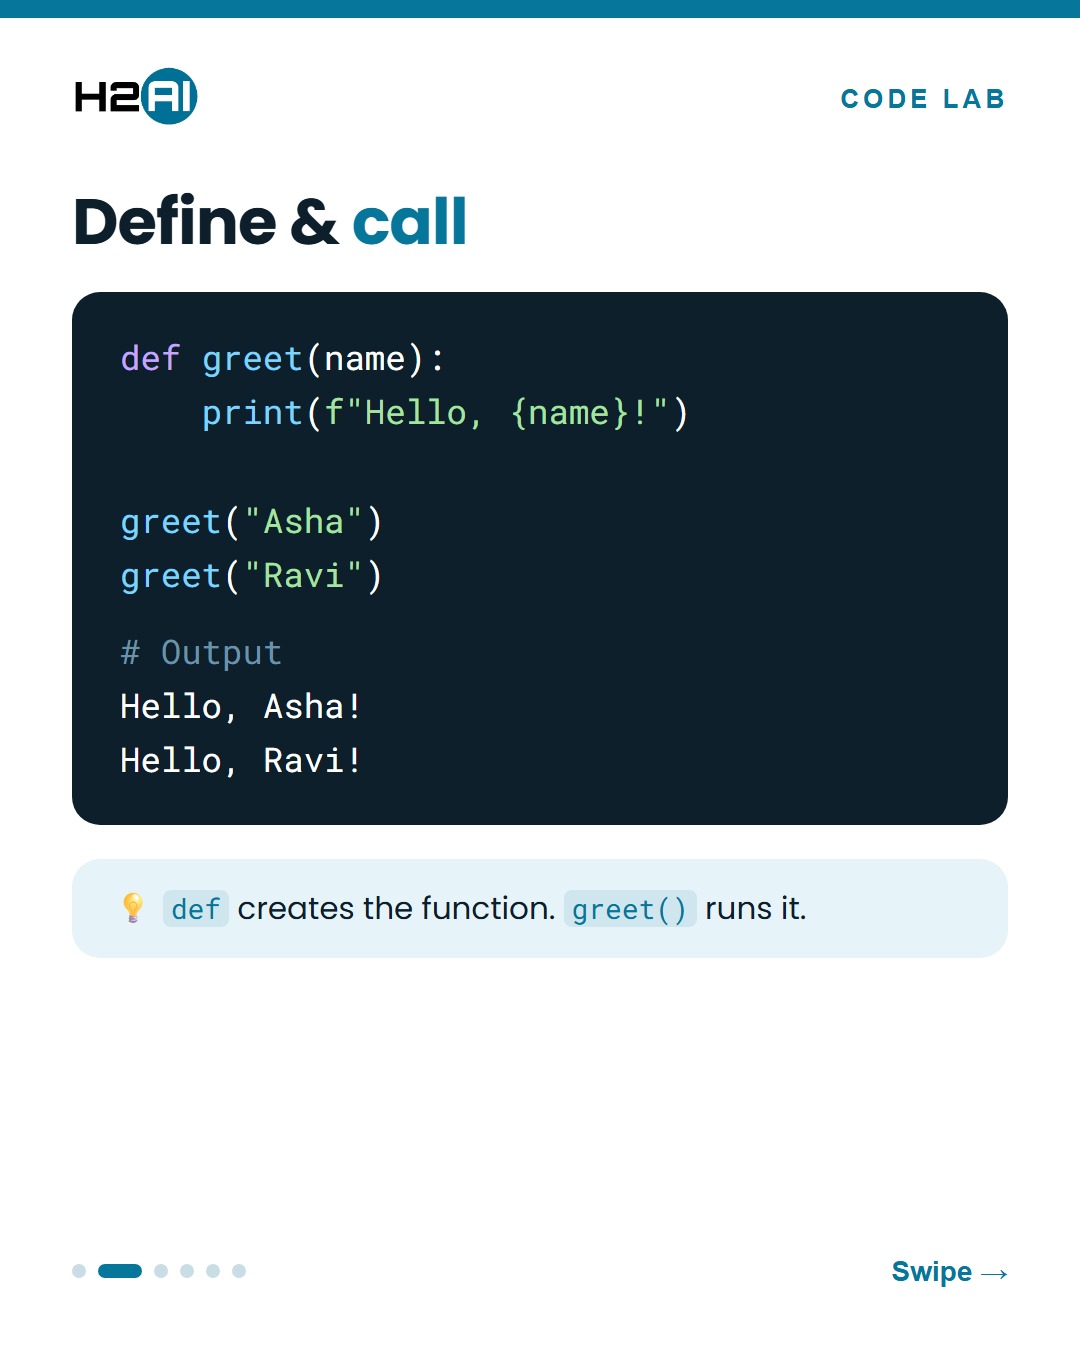 H2AI
CODE LAB
Define & call
def greet(name):
    print(f"Hello, {name}!")
greet("Asha")
greet("Ravi")
# Output
Hello, Asha!
Hello, Ravi!
💡 def creates the function. greet() runs it.
Swipe →